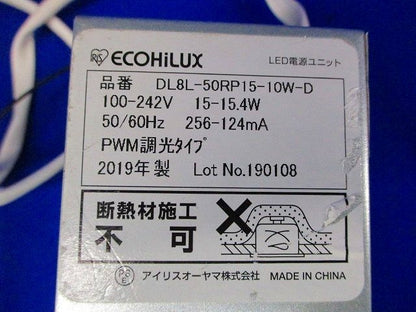 IRIS ECOHiLUX LED電源ユニット
品番 DL8L-50RP15-10W-D
100-242V 15-15.4W
50/60Hz 256-124mA
PWM調光タイプ
2019年 製 Lot No.190108
断熱材施工
不可
PS
E アイリスオーヤマ株式会社 MADE IN CHINA